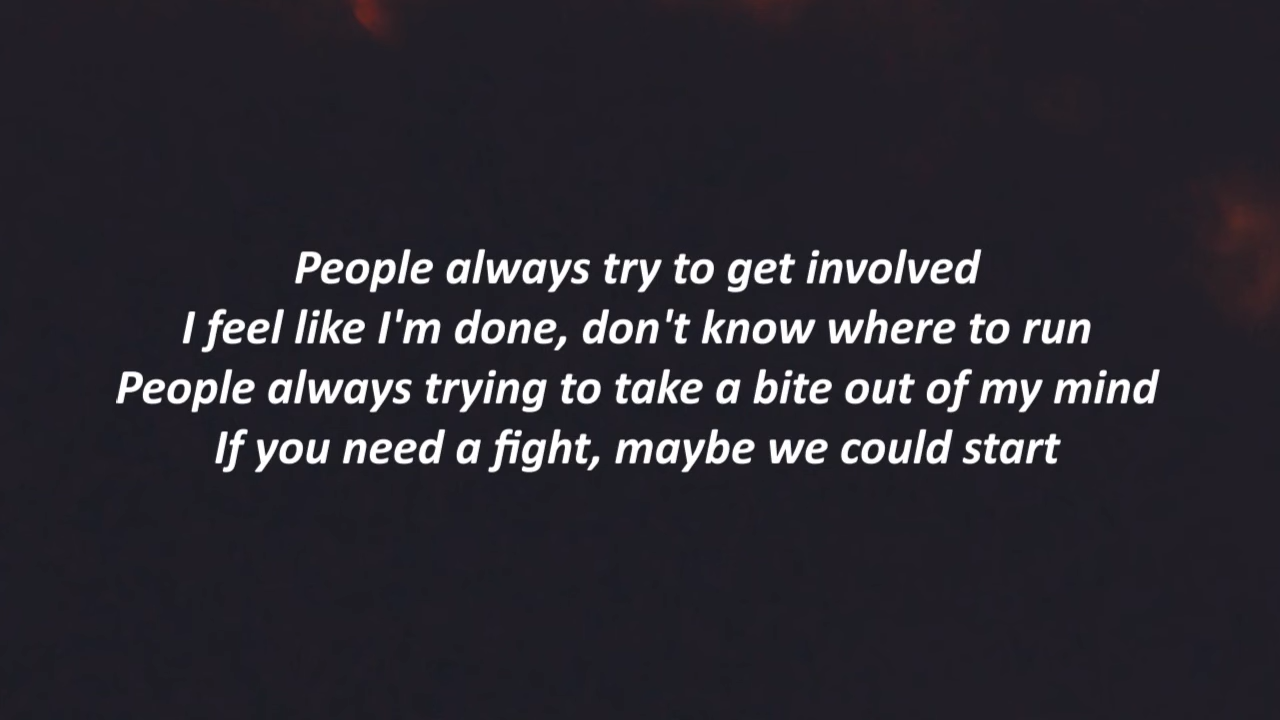 People always try to get involved
I feel like I'm done, don't know where to run
People always trying to take a bite out of my mind
If you need a fight, maybe we could start